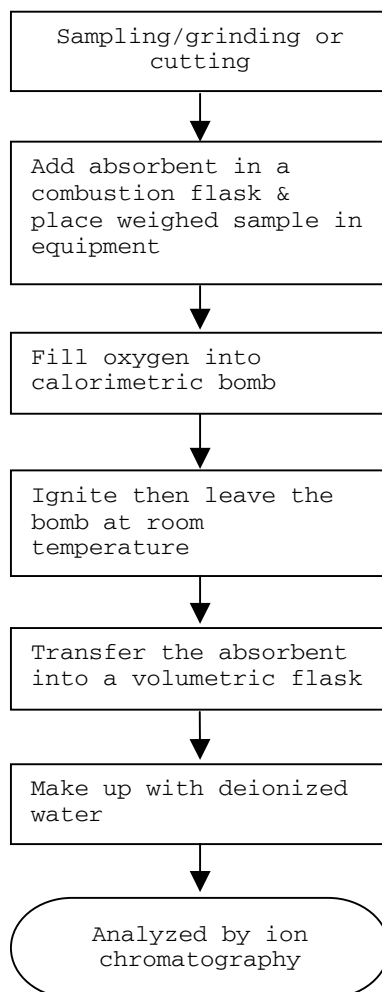 Sampling/grinding or
cutting
Add absorbent in a
combustion flask &
place weighed sample in
equipment
Fill oxygen into
calorimetric bomb
Ignite then leave the
bomb at room
temperature
Transfer the absorbent
into a volumetric flask
Make up with deionized
water
Analyzed by ion
chromatography